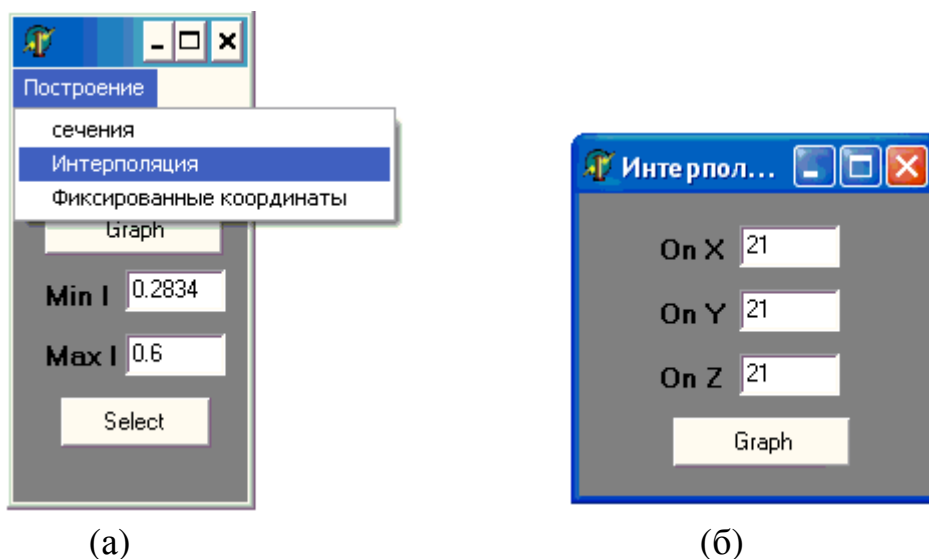 Построение
сечения
Интерполяция
Фиксированные координаты
Graph
Min I 0.2834
Max I 0.6
Select
(а)
Интерпол...
On X 21
On Y 21
On Z 21
Graph
(б)